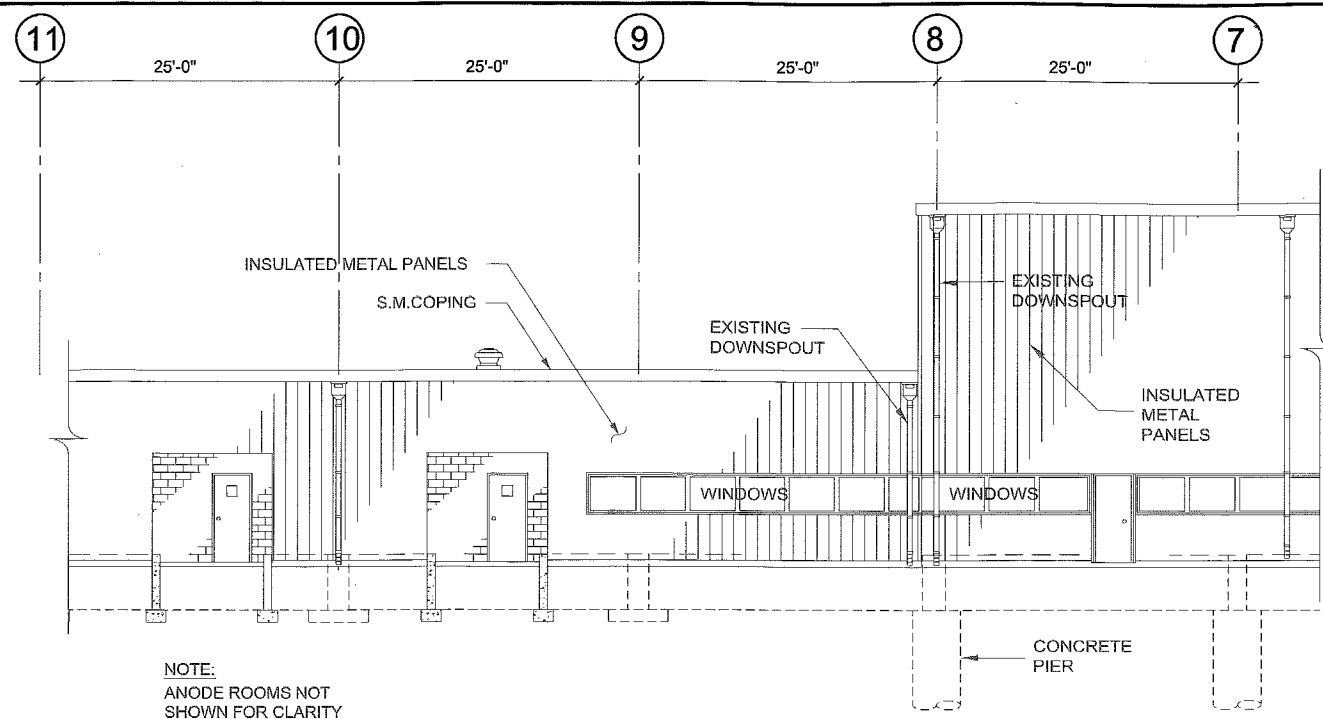 11 10 9 8 7
25'-0" 25'-0" 25'-0" 25'-0"
INSULATED METAL PANELS
S.M.COPING
EXISTING
DOWNSPOUT
EXISTING
DOWNSPOUT
INSULATED
METAL
PANELS
WINDOWS WINDOWS
CONCRETE
PIER
NOTE:
ANODE ROOMS NOT
SHOWN FOR CLARITY